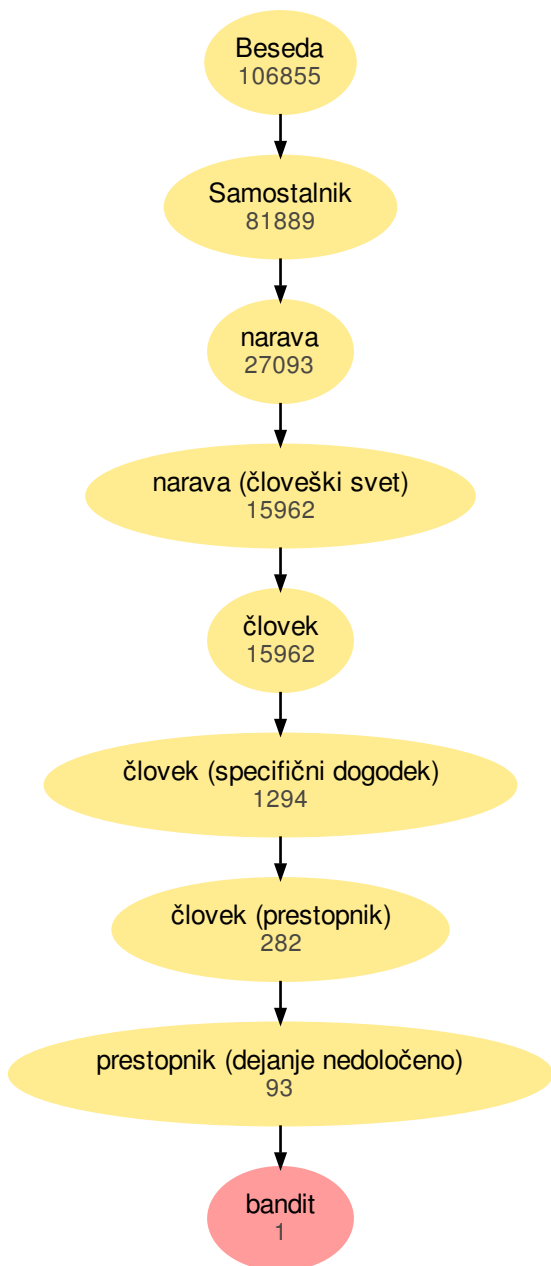 Beseda
106855
Samostalnik
81889
narava
27093
narava (človeški svet)
15962
človek
15962
človek (specifični dogodek)
1294
človek (prestopnik)
282
prestopnik (dejanje nedoločeno)
93
bandit
1